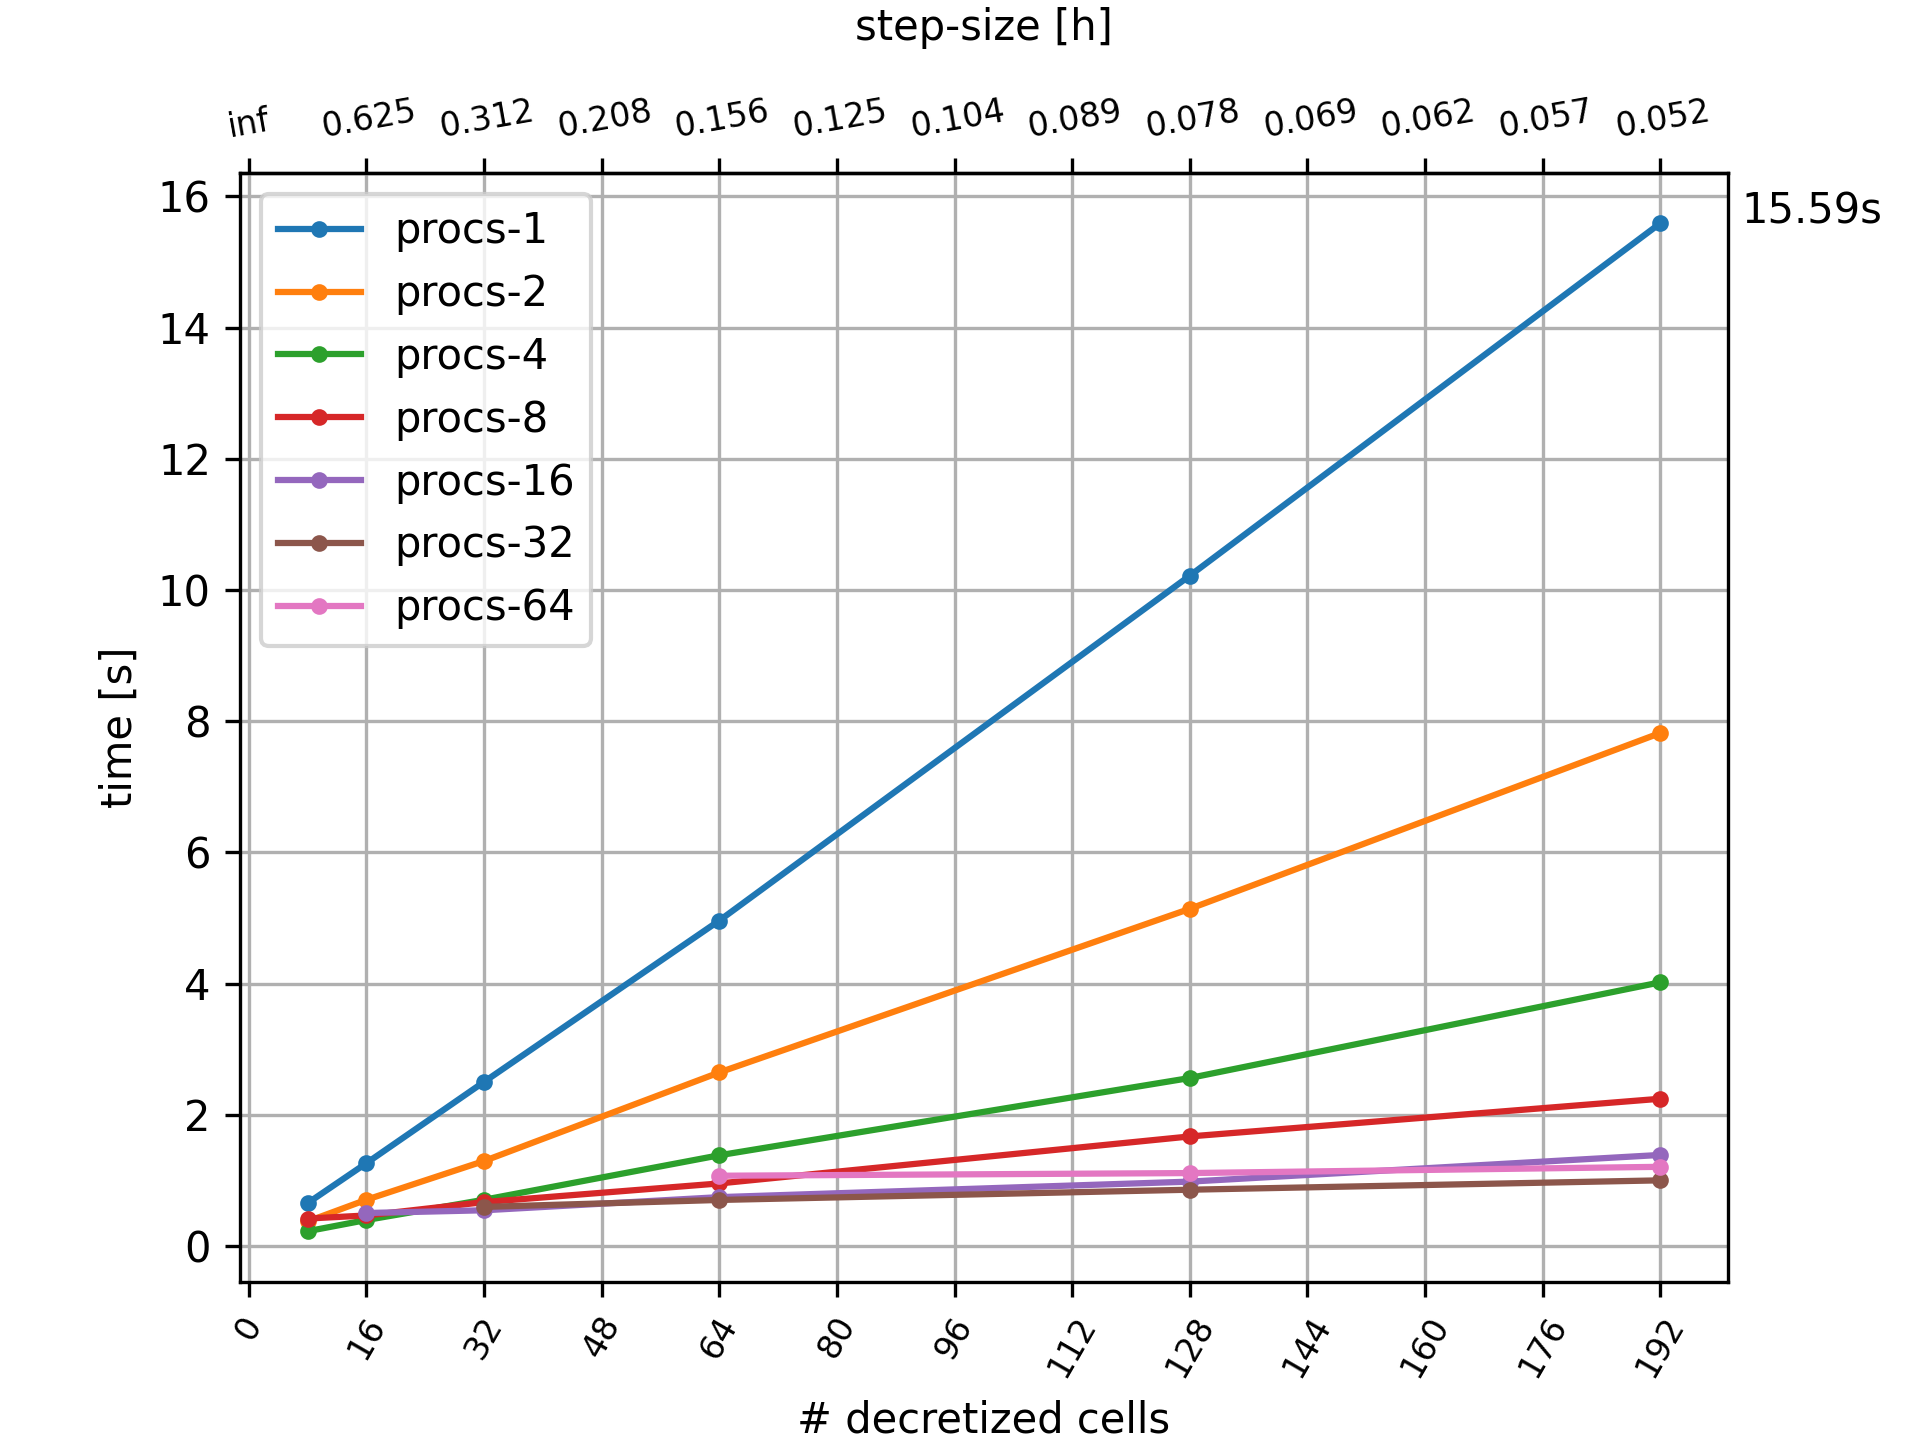 step-size [h]
inf 0.625 0.312 0.208 0.156 0.125 0.104 0.089 0.078 0.069 0.062 0.057 0.052
16
14
12
10
8
6
4
2
0
time [s]
procs-1
procs-2
procs-4
procs-8
procs-16
procs-32
procs-64
15.59s
0 16 32 48 64 80 96 112 128 144 160 176 192
# decretized cells